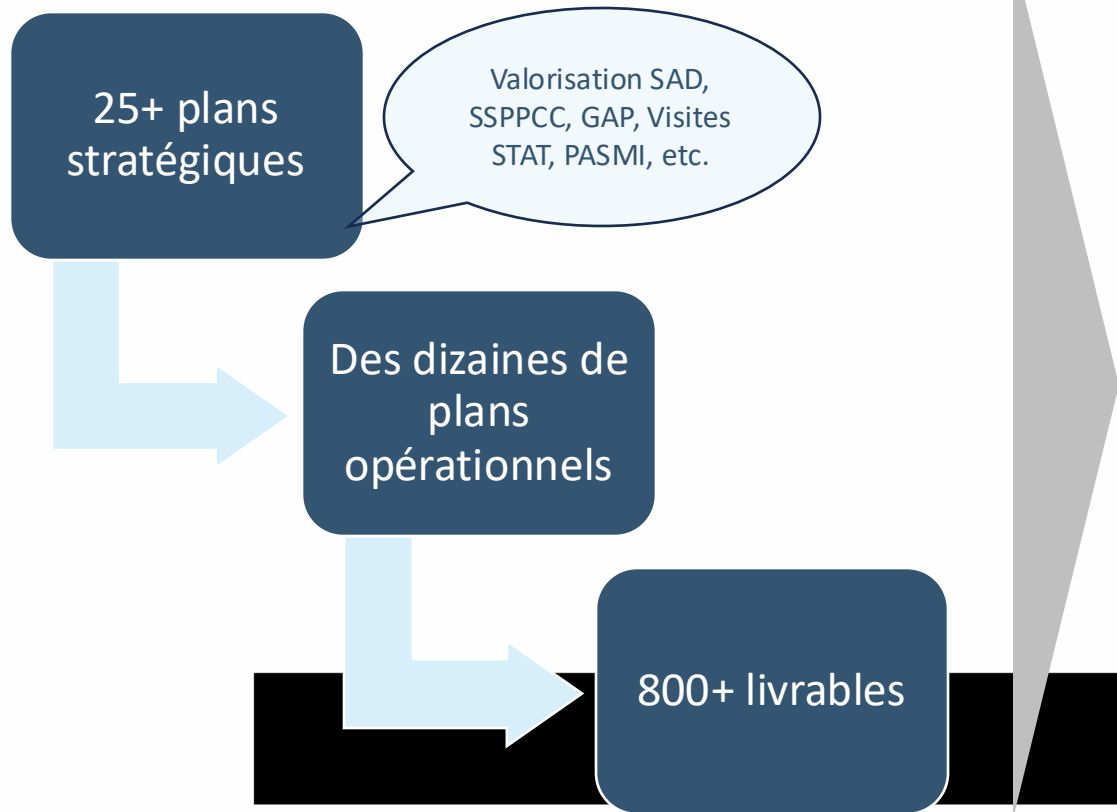 25+ plans
stratégiques
Valorisation SAD,
SSPPCC, GAP, Visites
STAT, PASMI, etc.
Des dizaines de
plans
opérationnels
800+ livrables